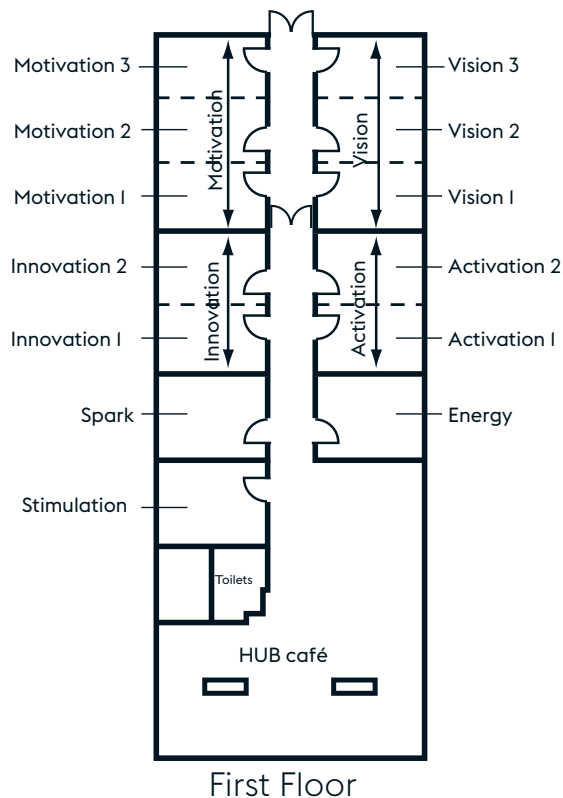 Motivation 3
Vision 3
Motivation
Vision
Motivation 2
Vision 2
Motivation 1
Vision 1
Innovation 2
Activation 2
Innovation
Activation
Innovation 1
Activation 1
Spark
Energy
Stimulation
Toilets
HUB café
First Floor